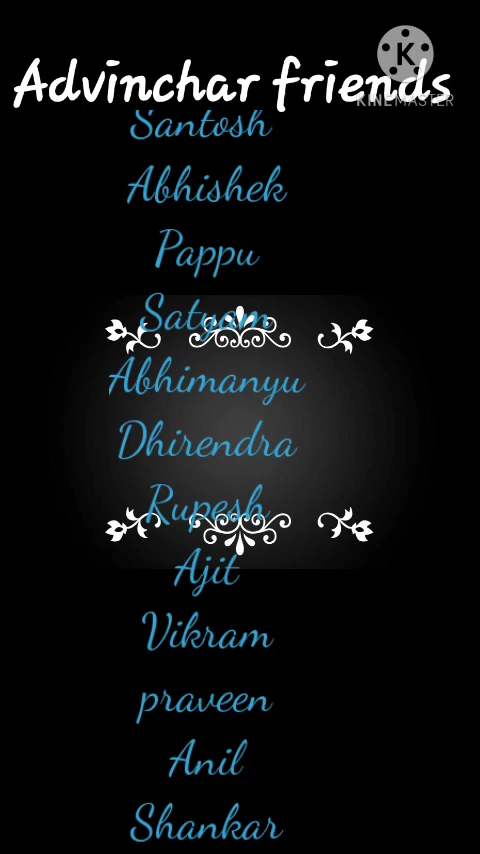 K
Advinchar friends
KINEMASTER
Santosh
Abhishek
Pappu
Satyam
Abhimanyu
Dhirendra
Rupesh
Ajit
Vikram
praveen
Anil
Shankar